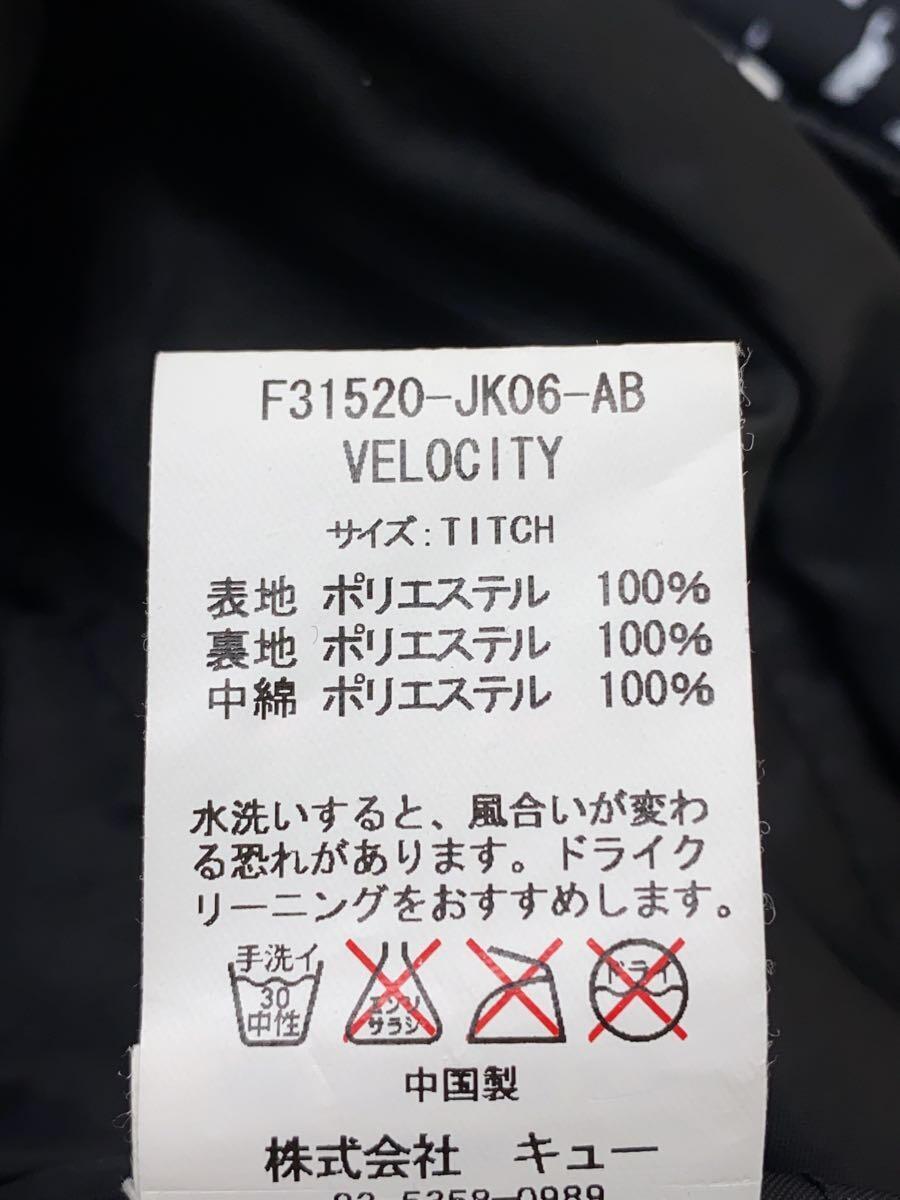 F31520-JK06-AB
VELOCITY
サイズ:TITCH
表地 ポリエステル 100%
裏地 ポリエステル 100%
中綿 ポリエステル 100%
水洗いすると、風合いが変わ
る恐れがあります。ドライク
リーニングをおすすめします。
手洗イ
30
中性
エンソ
サラシ
ドライ
中国製
株式会社 キュー
03-5358-0989